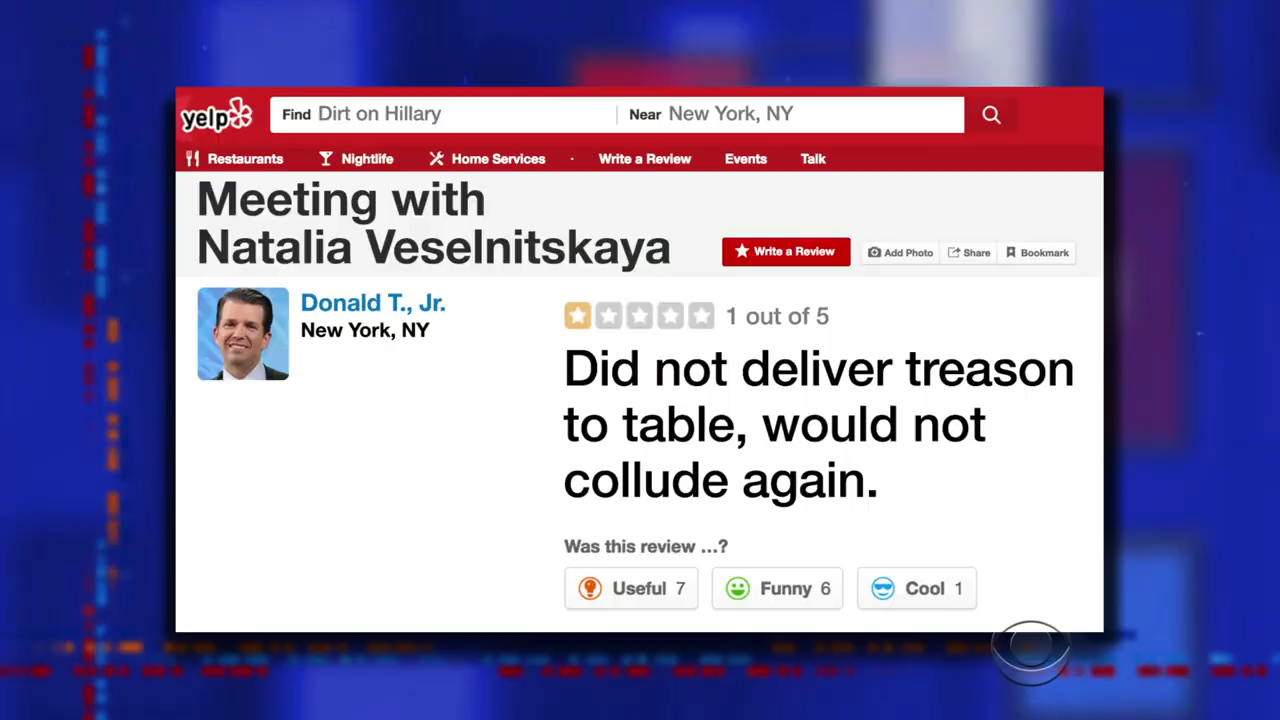 yelp
Find Dirt on Hillary Near New York, NY
Restaurants Nightlife Home Services · Write a Review Events Talk
Meeting with
Natalia Veselnitskaya
Write a Review Add Photo Share Bookmark
Donald T., Jr.
New York, NY
1 out of 5
Did not deliver treason
to table, would not
collude again.
Was this review ...?
Useful 7 Funny 6 Cool 1